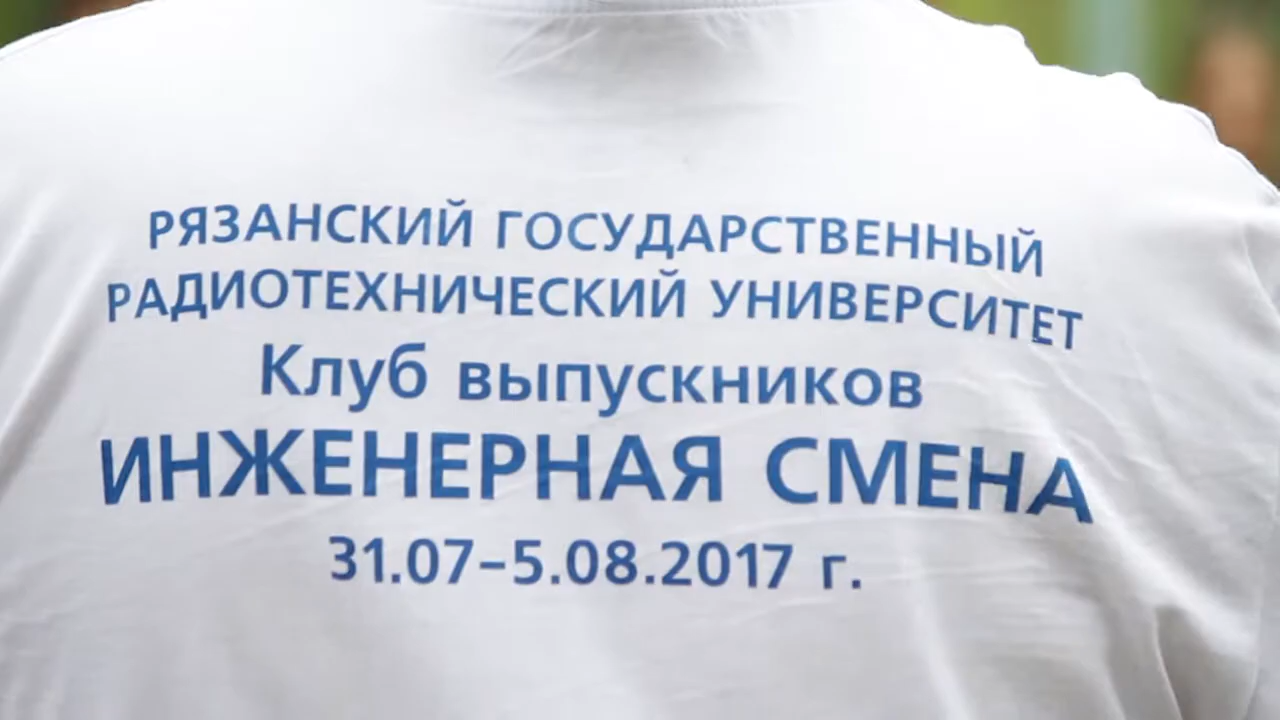 РЯЗАНСКИЙ ГОСУДАРСТВЕННЫЙ
РАДИОТЕХНИЧЕСКИЙ УНИВЕРСИТЕТ
Клуб выпускников
ИНЖЕНЕРНАЯ СМЕНА
31.07–5.08.2017 г.